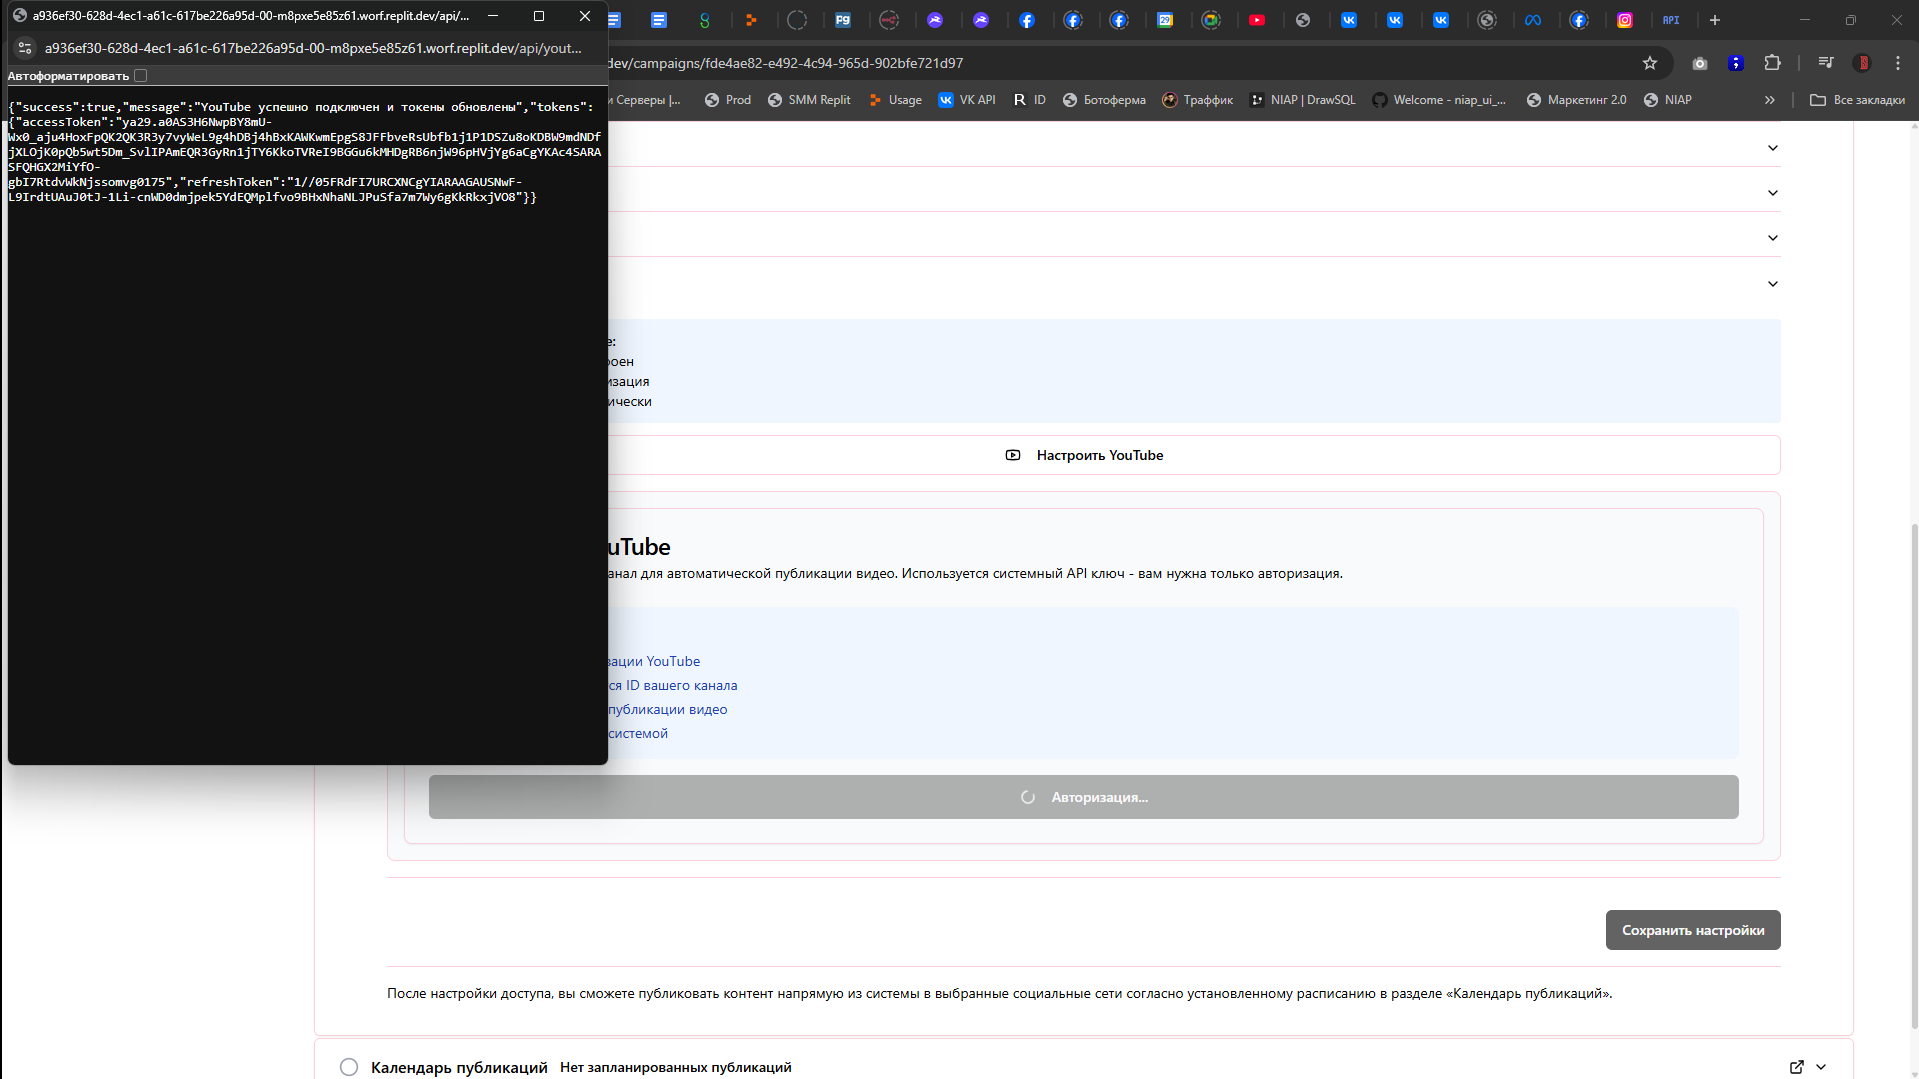 a936ef30-628d-4ec1-a61c-617be226a95d-00-m8pxe5e85z61.worf.replit.dev/api/...
a936ef30-628d-4ec1-a61c-617be226a95d-00-m8pxe5e85z61.worf.replit.dev/api/yout...
Автоформатировать
{"success":true,"message":"YouTube успешно подключен и токены обновлены","tokens":
{"accessToken":"ya29.a0AS3H6NwpBY8mU-
Wx0_aju4HoxFpQK2QK3R3y7vyWeL9g4hDBj4hBxKAWKwmEpgS8JFFbveRsUbfb1j1P1DSZu8oKDBW9mdNDf
jXLOjK0pQb5wt5Dm_SvlIPAmEQR3GyRn1jTY6KkoTVReI9BGGu6kMHDgRB6njW96pHVjYg6aCgYKAc4SARA
SFQHGX2MiYfO-
gbI7RtdvWkNjssomvg0175","refreshToken":"1//05FRdFI7URCXNCgYIARAAGAUSNwF-
L9IrdtUAuJ0tJ-1Li-cnWD0dmjpek5YdEQMplfvo9BHxNhaNLJPuSfa7m7Wy6gKkRkxjVO8"}}
API
dev/campaigns/fde4ae82-e492-4c94-965d-902bfe721d97
и Серверы |...
Prod
SMM Replit
Usage
VK API
ID
Ботоферма
Траффик
NIAP | DrawSQL
Welcome - niap_ui_...
Маркетинг 2.0
NIAP
Все закладки
е:
роен
изация
ически
Настроить YouTube
uTube
анал для автоматической публикации видео. Используется системный API ключ - вам нужна только авторизация.
зации YouTube
ся ID вашего канала
публикации видео
системой
Авторизация...
Сохранить настройки
После настройки доступа, вы сможете публиковать контент напрямую из системы в выбранные социальные сети согласно установленному расписанию в разделе «Календарь публикаций».
Календарь публикаций Нет запланированных публикаций